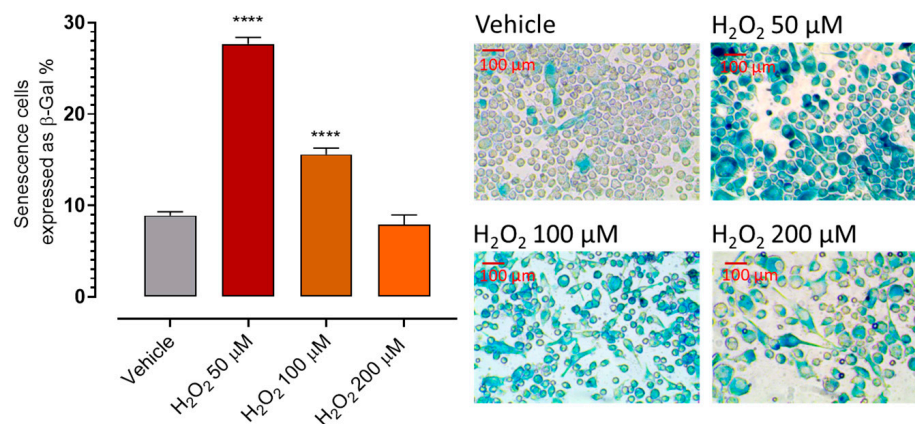 Senescence cells
expressed as β-Gal %
30
20
10
0
****
****
Vehicle
H₂O₂ 50 μM
H₂O₂ 100 μM
H₂O₂ 200 μM
Vehicle
100 μm
H₂O₂ 50 μM
100 μm
H₂O₂ 100 μM
100 μm
H₂O₂ 200 μM
100 μm